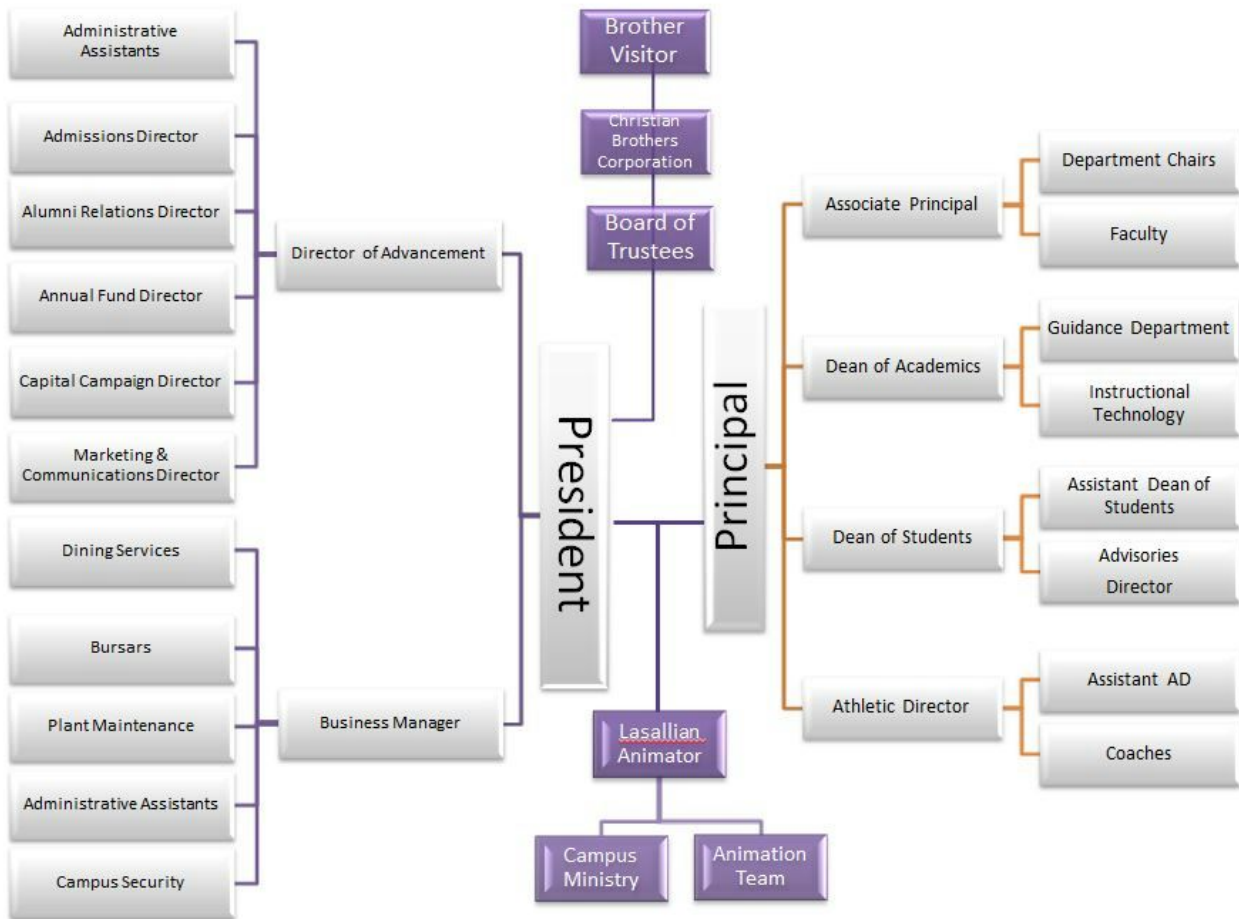 Administrative
Assistants
Admissions Director
Alumni Relations Director
Annual Fund Director
Capital Campaign Director
Marketing &
Communications Director
Dining Services
Bursars
Plant Maintenance
Administrative Assistants
Campus Security
Director of Advancement
Business Manager
President
Brother
Visitor
Christian
Brothers
Corporation
Board of
Trustees
Principal
Lasallian
Animator
Campus
Ministry
Animation
Team
Associate Principal
Dean of Academics
Dean of Students
Athletic Director
Department Chairs
Faculty
Guidance Department
Instructional
Technology
Assistant Dean of
Students
Advisories
Director
Assistant AD
Coaches